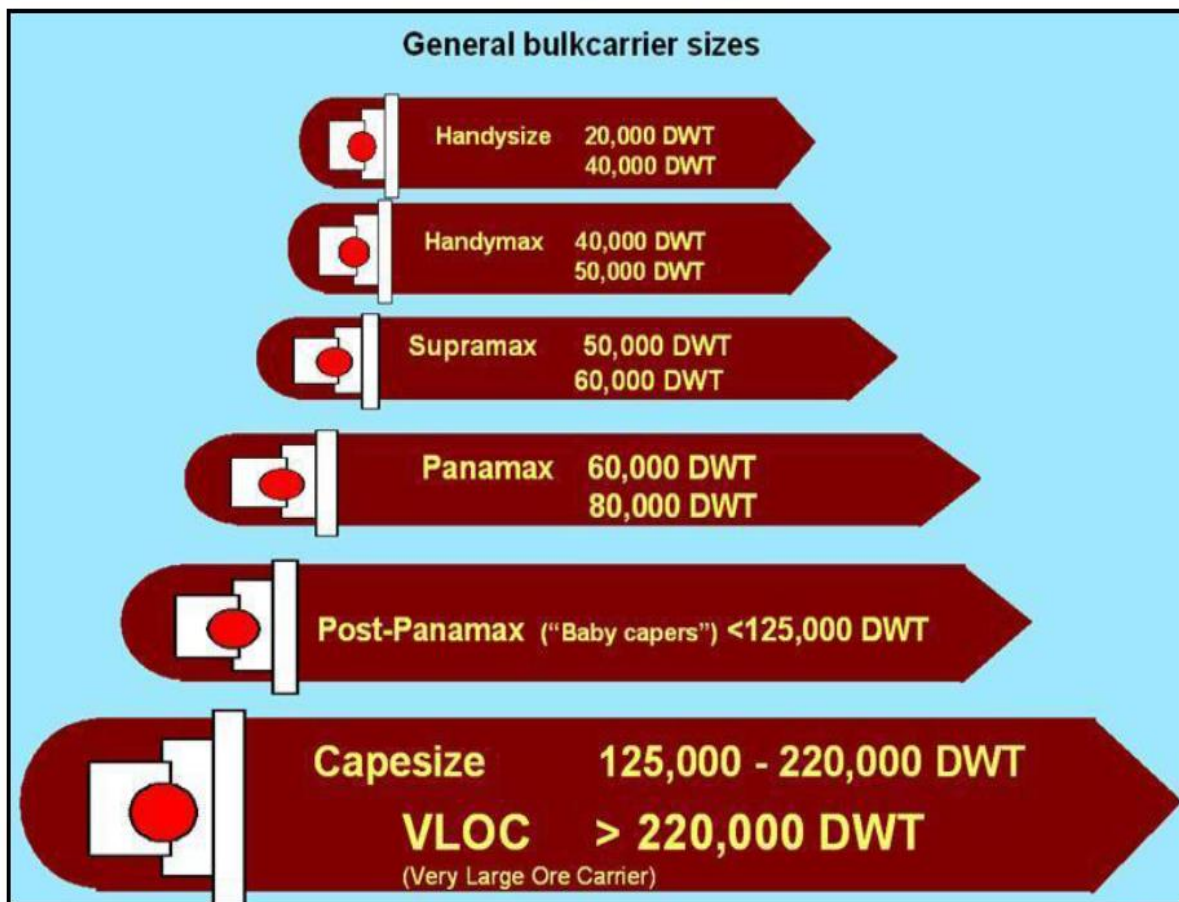 General bulkcarrier sizes
Handysize 20,000 DWT
40,000 DWT
Handymax 40,000 DWT
50,000 DWT
Supramax 50,000 DWT
60,000 DWT
Panamax 60,000 DWT
80,000 DWT
Post-Panamax (“Baby capers”) <125,000 DWT
Capesize 125,000 - 220,000 DWT
VLOC > 220,000 DWT
(Very Large Ore Carrier)